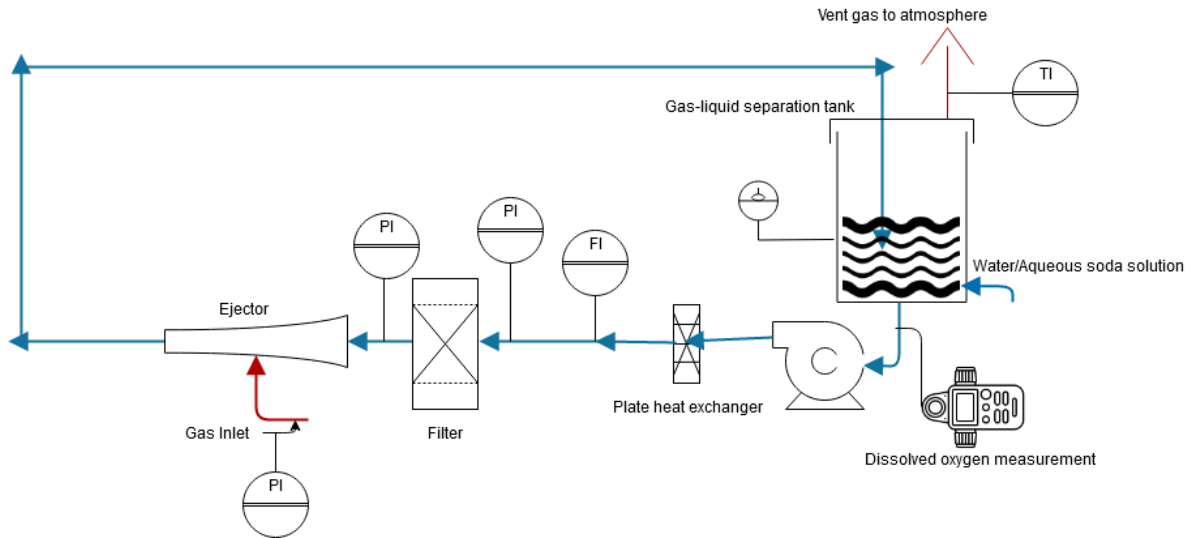 Vent gas to atmosphere
TI
Gas-liquid separation tank
PI
PI
FI
Water/Aqueous soda solution
Ejector
Plate heat exchanger
Gas Inlet
Filter
Dissolved oxygen measurement
PI